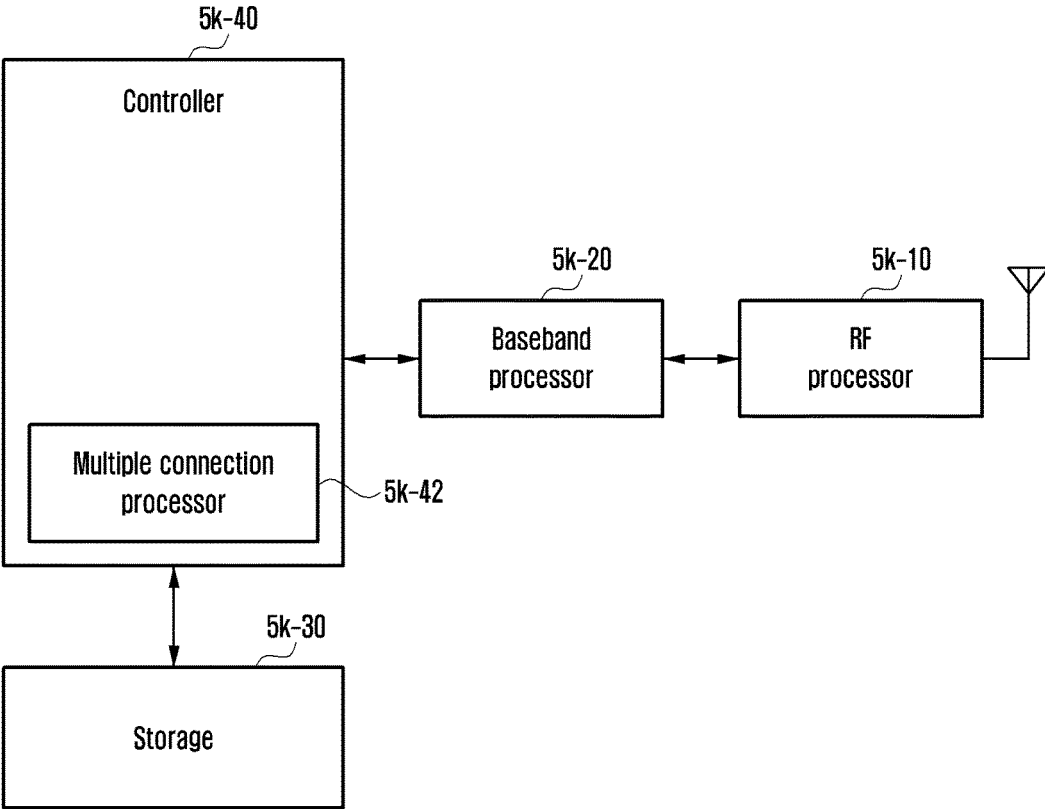 5k-40
Controller
5k-20
5k-10
Baseband
processor
RF
processor
Multiple connection
processor
5k-42
5k-30
Storage